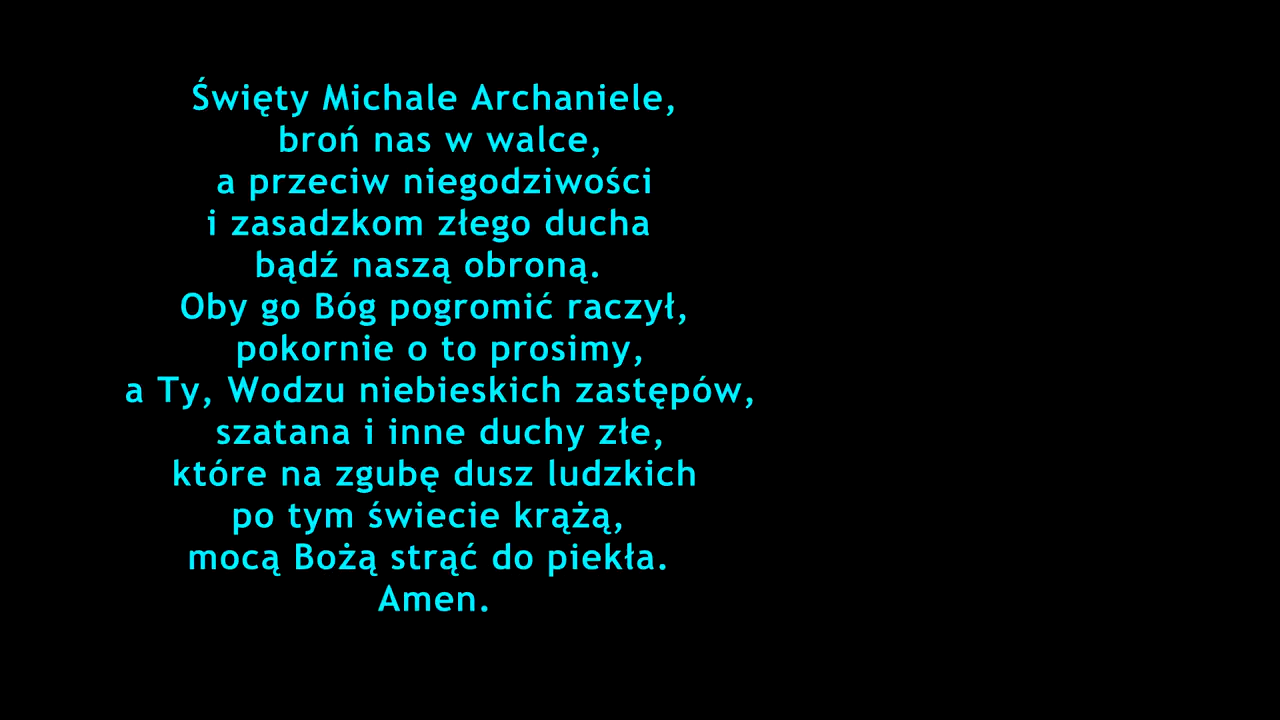 Święty Michale Archaniele,
broń nas w walce,
a przeciw niegodziwości
i zasadzkom złego ducha
bądź naszą obroną.
Oby go Bóg pogromić raczył,
pokornie o to prosimy,
a Ty, Wodzu niebieskich zastępów,
szatana i inne duchy złe,
które na zgubę dusz ludzkich
po tym świecie krążą,
mocą Bożą strąć do piekła.
Amen.